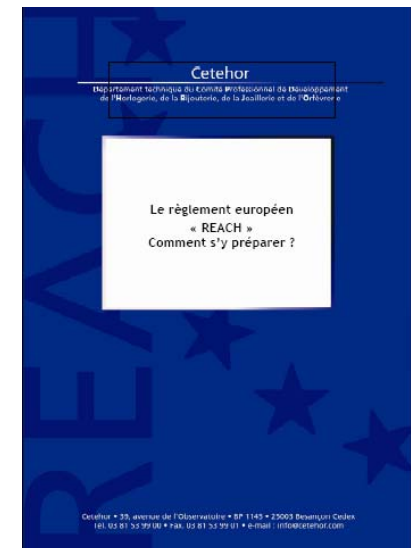 Cetehor
Département technique du Comité Professionnel de Développement
de l'Horlogerie, de la Bijouterie, de la Joaillerie et de l'Orfèvrerie
Le règlement européen
« REACH »
Comment s'y préparer ?
REACH
Cetehor • 39, avenue de l'Observatoire • BP 1145 • 25003 Besançon Cedex
Tél. 03 81 53 99 00 • Fax. 03 81 53 99 01 • e-mail : info@cetehor.com